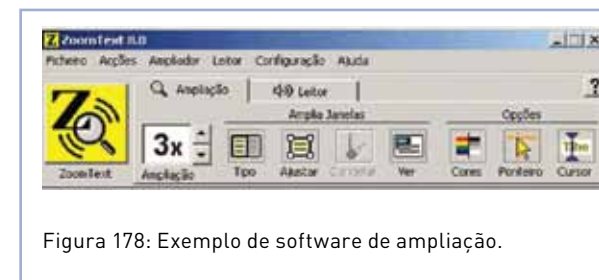 ZoomText 8.0
Ficheiro Acções Ampliador Leitor Configuração Ajuda
Ampliação Leitor
?
Amplia Janelas Opções
3x
ZoomText Ampliação Tipo Ajustar Cancelar Ver Cores Ponteiro Cursor
Figura 178: Exemplo de software de ampliação.